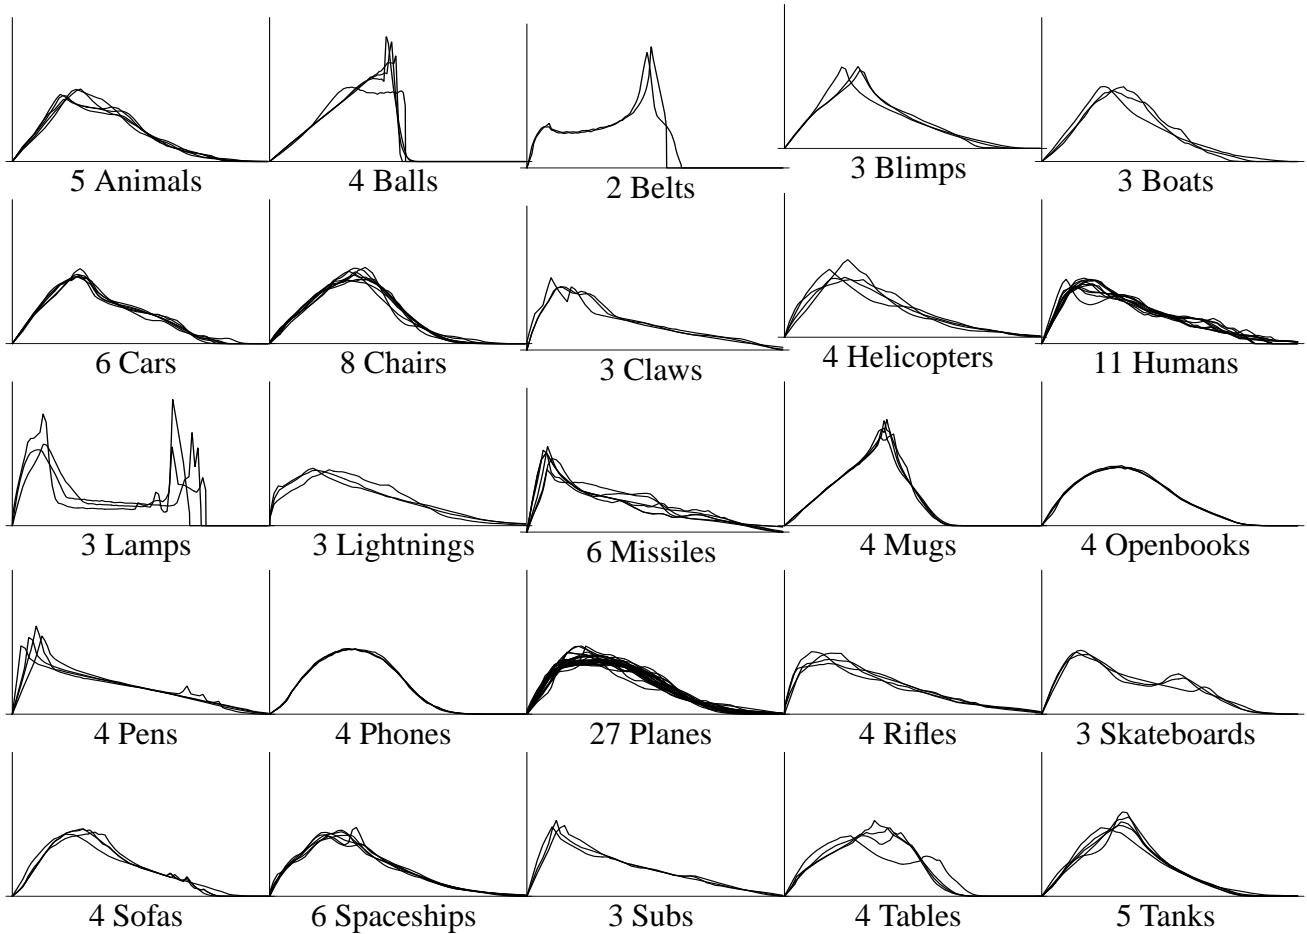 5 Animals
4 Balls
2 Belts
3 Blimps
3 Boats
6 Cars
8 Chairs
3 Claws
4 Helicopters
11 Humans
3 Lamps
3 Lightnings
6 Missiles
4 Mugs
4 Openbooks
4 Pens
4 Phones
27 Planes
4 Rifles
3 Skateboards
4 Sofas
6 Spaceships
3 Subs
4 Tables
5 Tanks